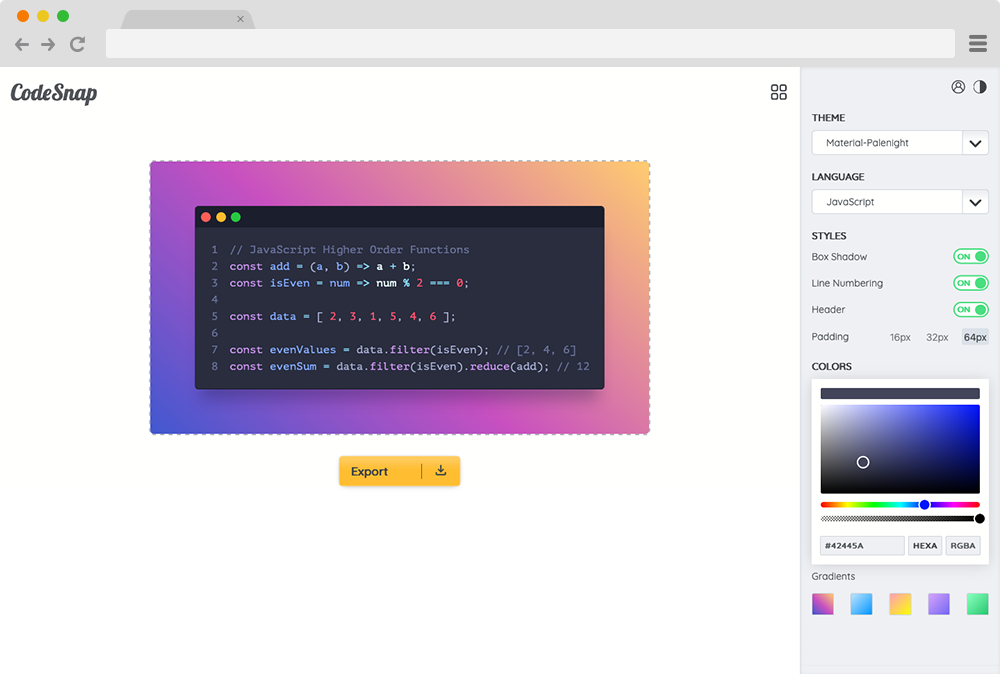 CodeSnap
1 // JavaScript Higher Order Functions
2 const add = (a, b) => a + b;
3 const isEven = num => num % 2 === 0;
4
5 const data = [ 2, 3, 1, 5, 4, 6 ];
6
7 const evenValues = data.filter(isEven); // [2, 4, 6]
8 const evenSum = data.filter(isEven).reduce(add); // 12
Export
THEME
Material-Palenight
LANGUAGE
JavaScript
STYLES
Box Shadow ON
Line Numbering ON
Header ON
Padding 16px 32px 64px
COLORS
#42445A HEXA RGBA
Gradients